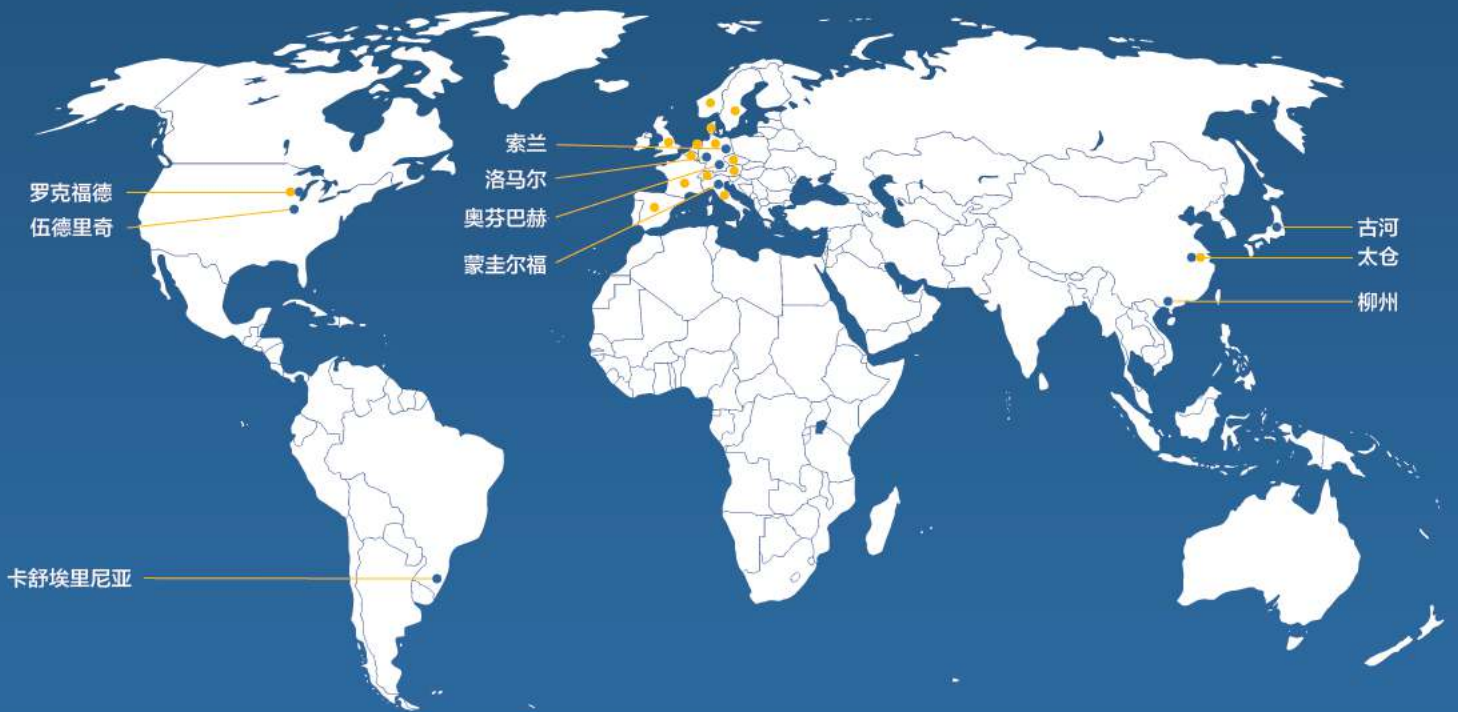 罗克福德
伍德里奇
卡舒埃里尼亚
索兰
洛马尔
奥芬巴赫
蒙圭尔福
古河
太仓
柳州